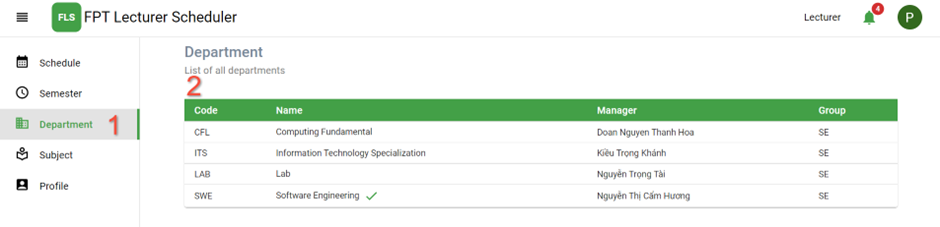 FLS FPT Lecturer Scheduler Lecturer 4 P
Schedule
Semester
Department 1
Subject
Profile
Department
List of all departments
2
Code Name Manager Group
CFL Computing Fundamental Doan Nguyen Thanh Hoa SE
ITS Information Technology Specialization Kiều Trọng Khánh SE
LAB Lab Nguyễn Trọng Tài SE
SWE Software Engineering ✓ Nguyễn Thị Cẩm Hương SE